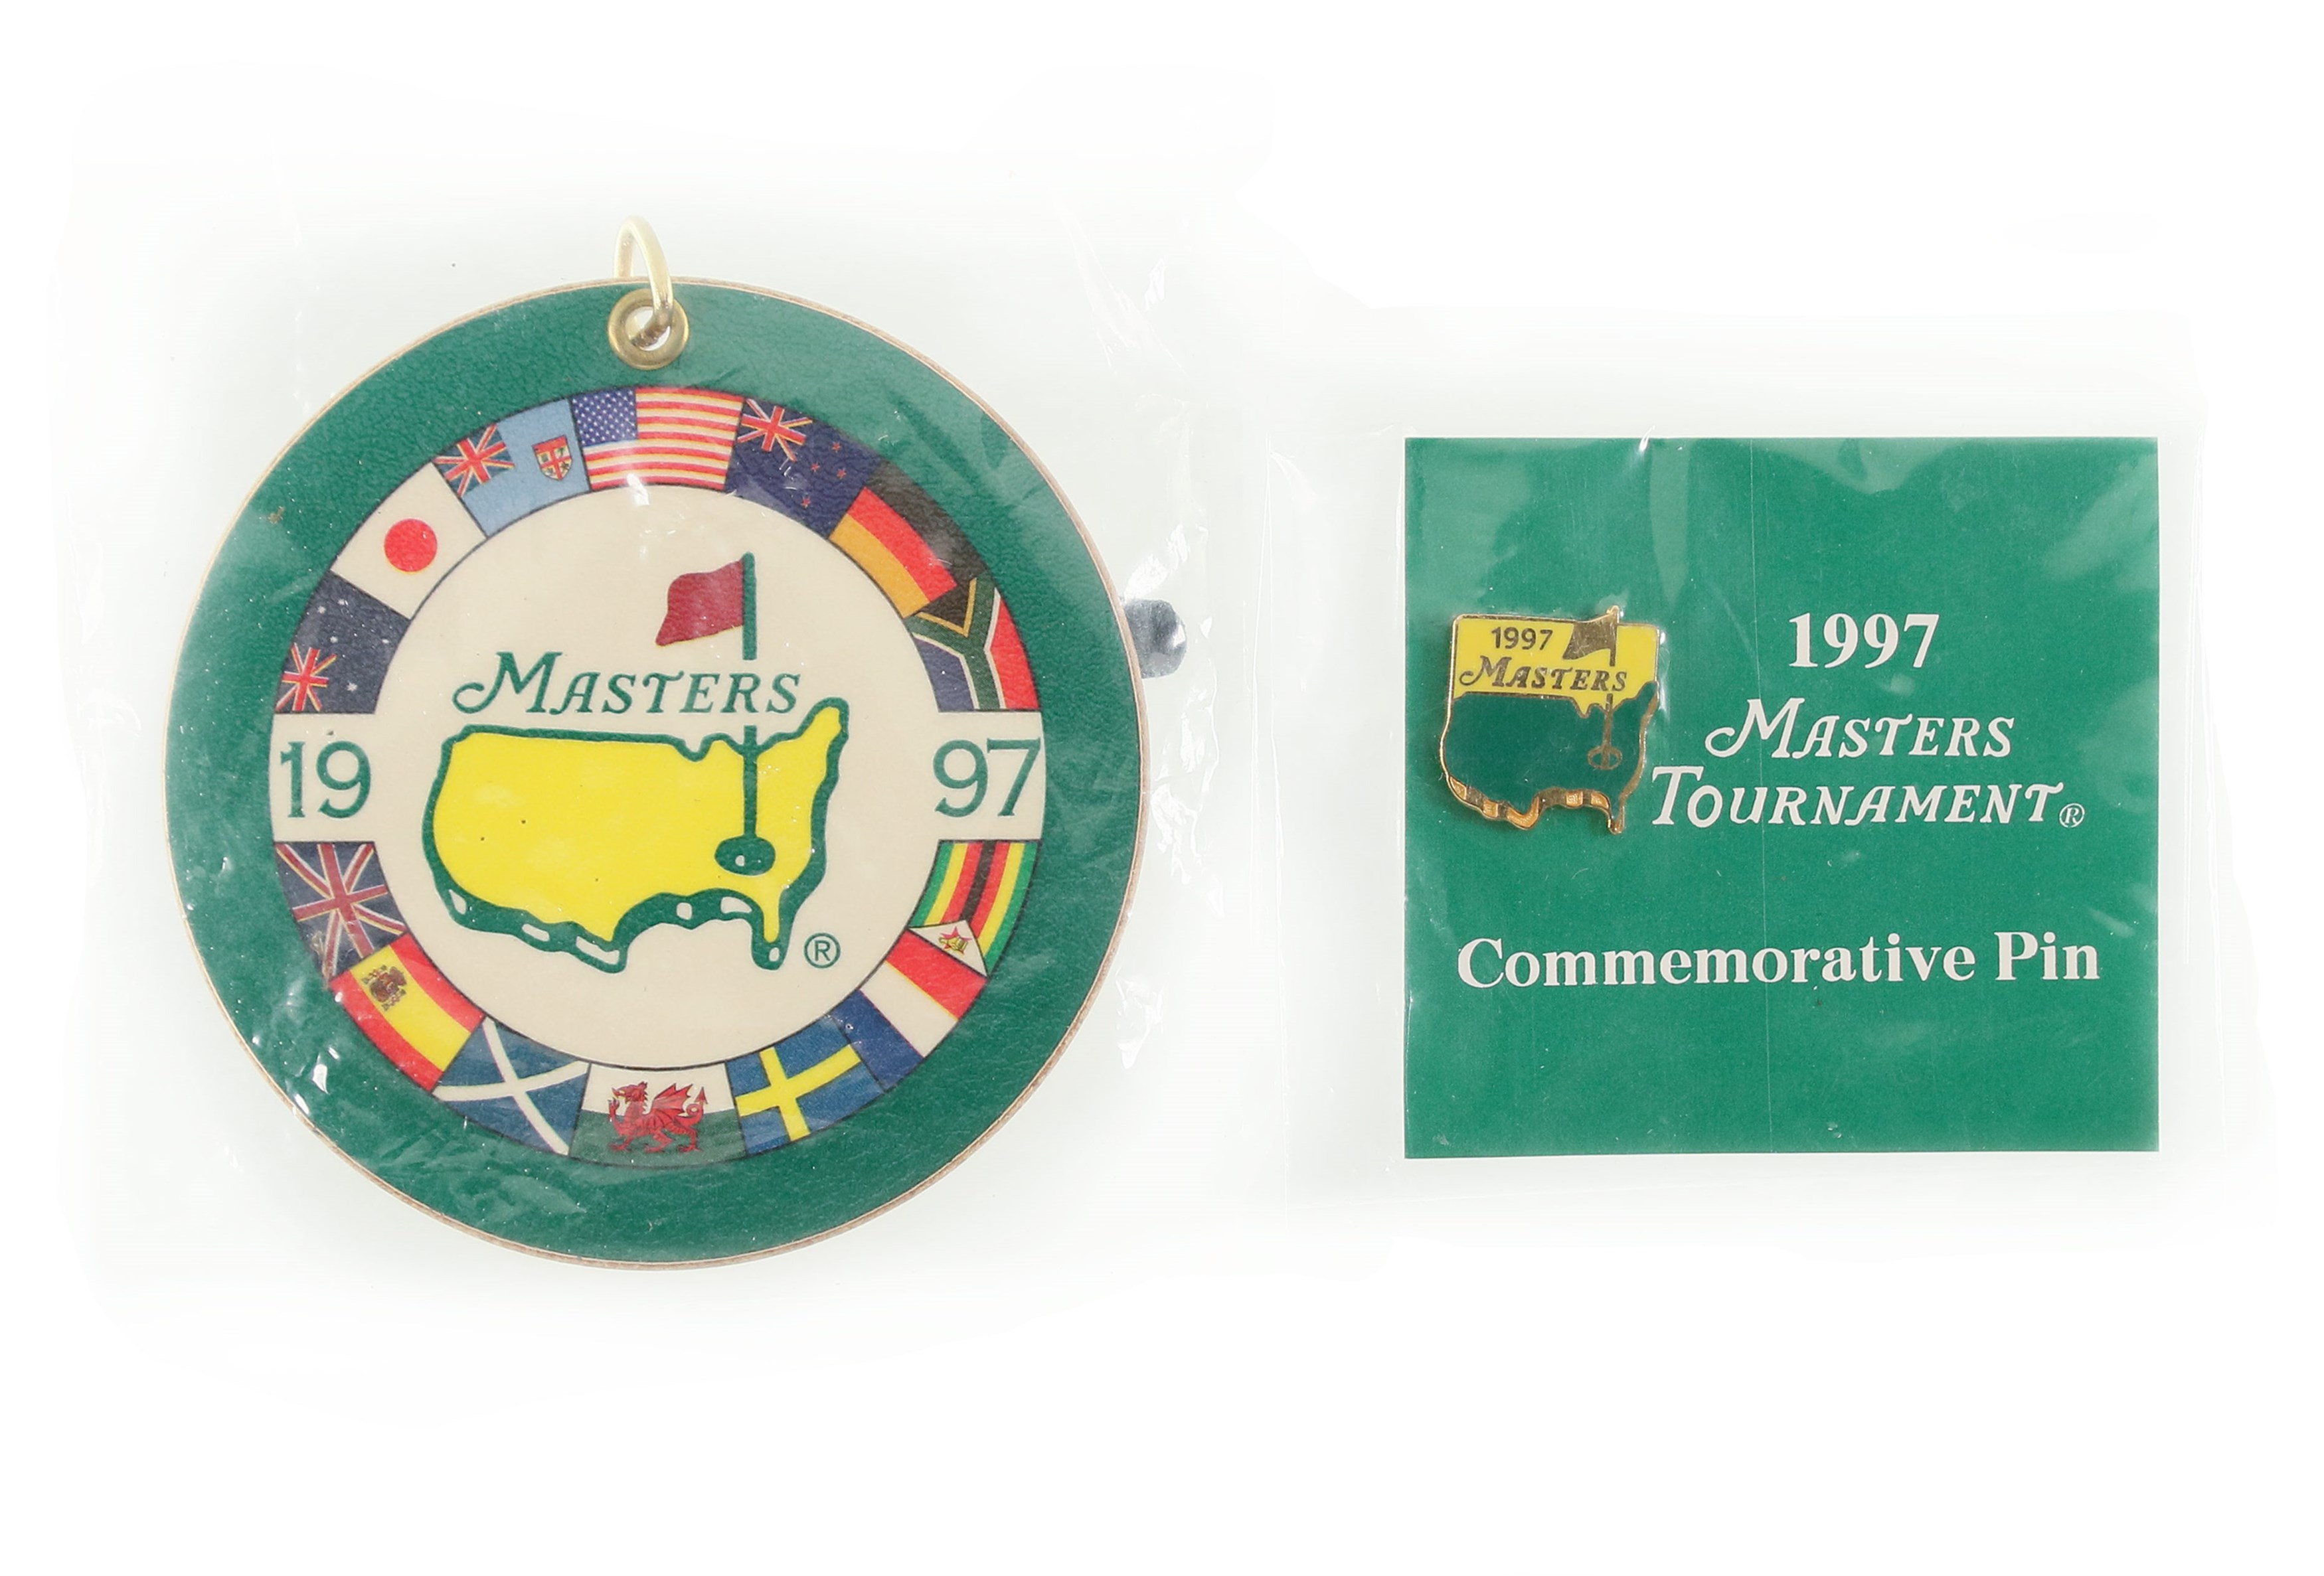 MASTERS
19 97
®
1997
MASTERS
1997
MASTERS
TOURNAMENT®
Commemorative Pin